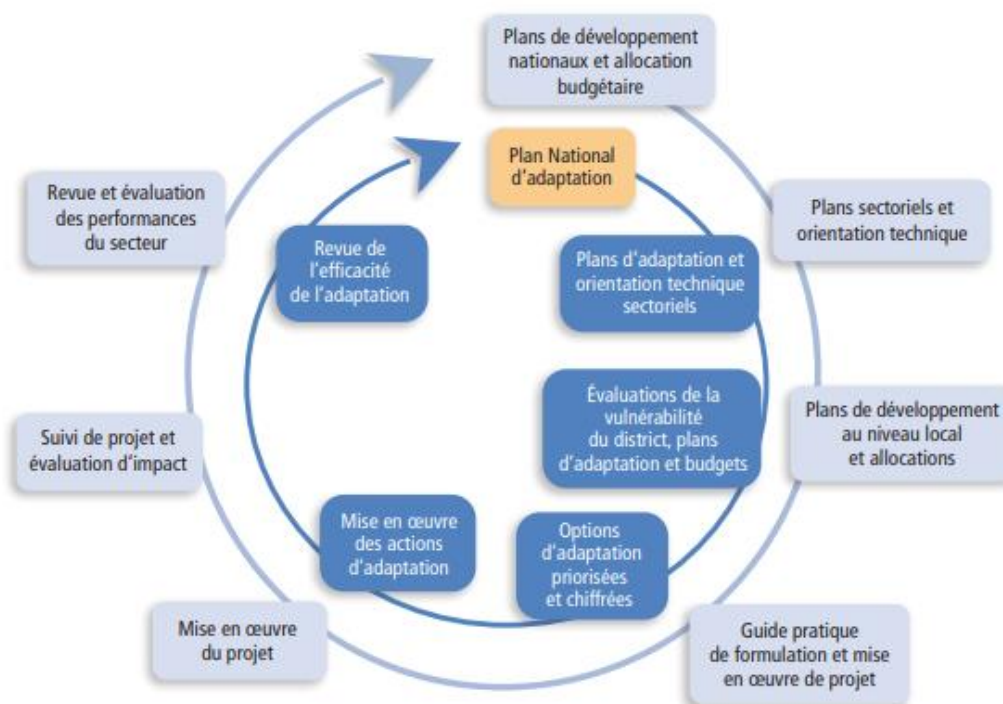 Plans de développement
nationaux et allocation
budgétaire
Plan National
d'adaptation
Revue et évaluation
des performances
du secteur
Plans sectoriels et
orientation technique
Revue de
l'efficacité
de l'adaptation
Plans d'adaptation et
orientation technique
sectoriels
Évaluations de la
vulnérabilité
du district, plans
d'adaptation et budgets
Plans de développement
au niveau local
et allocations
Suivi de projet et
évaluation d'impact
Mise en œuvre
des actions
d'adaptation
Options
d'adaptation
priorisées
et chiffrées
Mise en œuvre
du projet
Guide pratique
de formulation et mise
en œuvre de projet